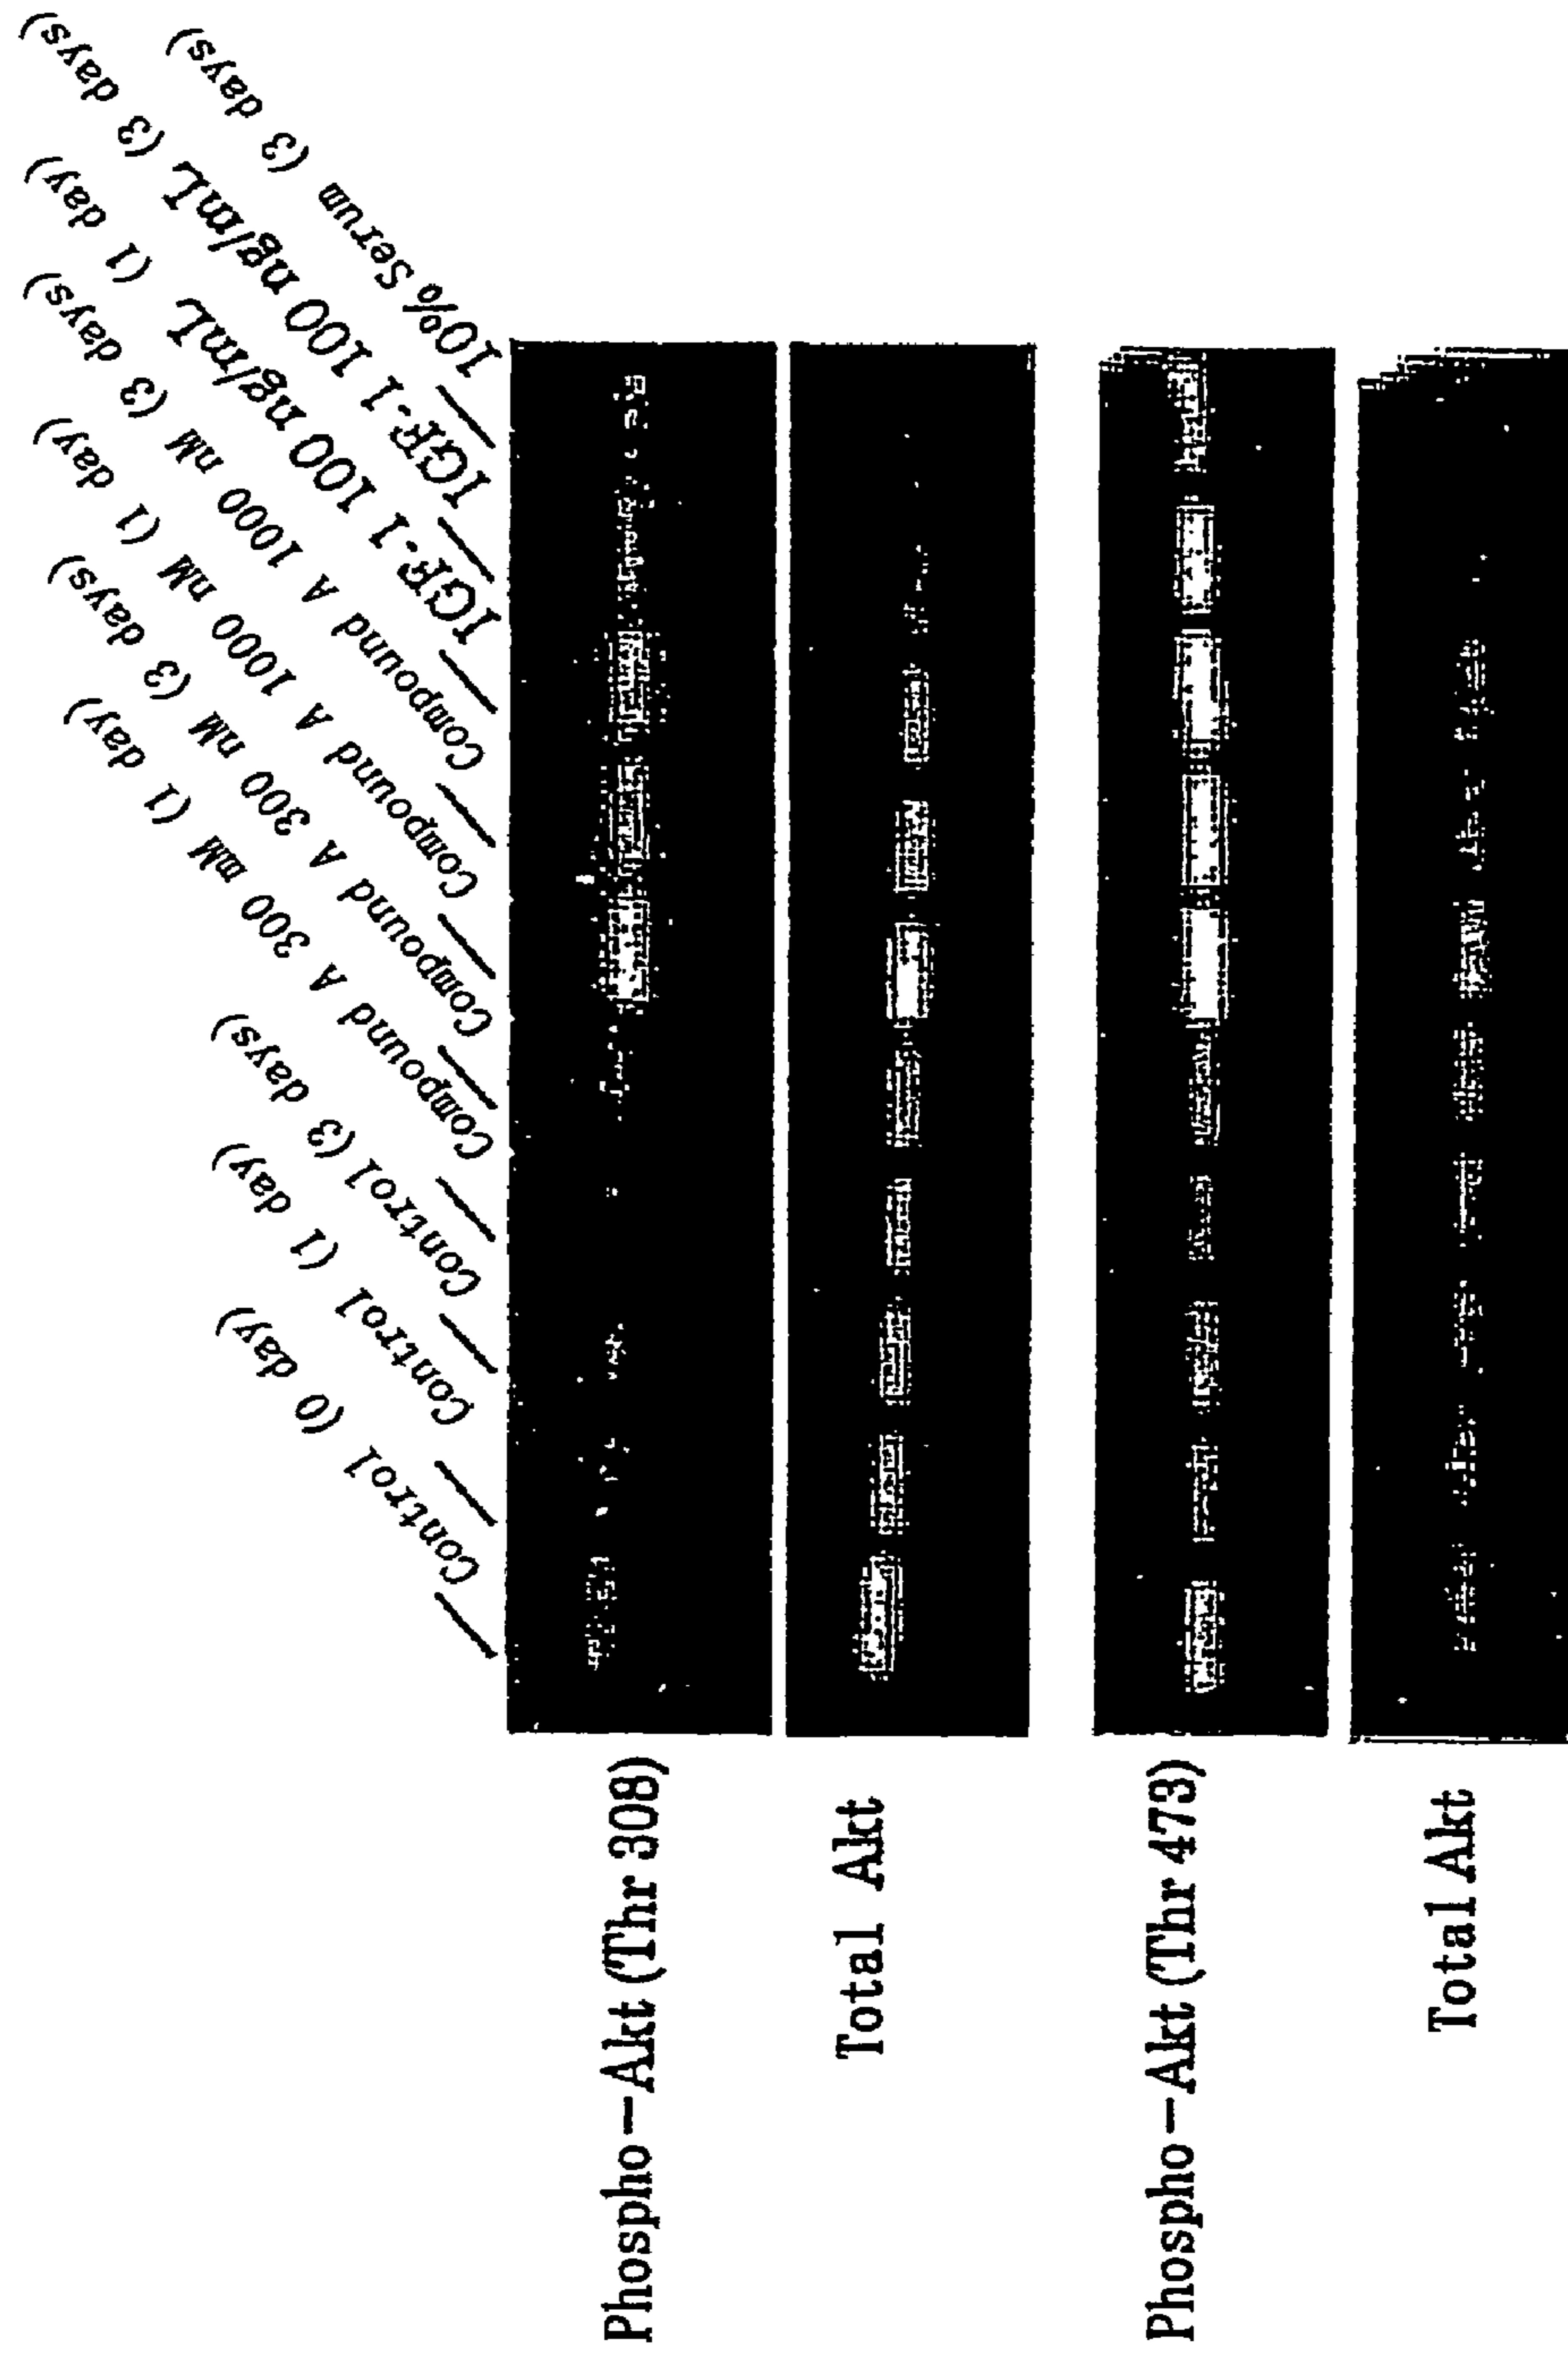 Control (0 day)
Control (1 day)
Control (3 days)
Compound A 300 mM (1 day)
Compound A 300 nM (3 days)
Compound A 1000 nM (1 day)
Compound A 1000 nM (3 days)
IGF-1 100 ng/mL (1 day)
IGF-1 100 ng/mL (3 days)
10% Serum (3 days)
Phospho-Akt (Thr 308)
Total Akt
Phospho-Akt (Thr 473)
Total Akt